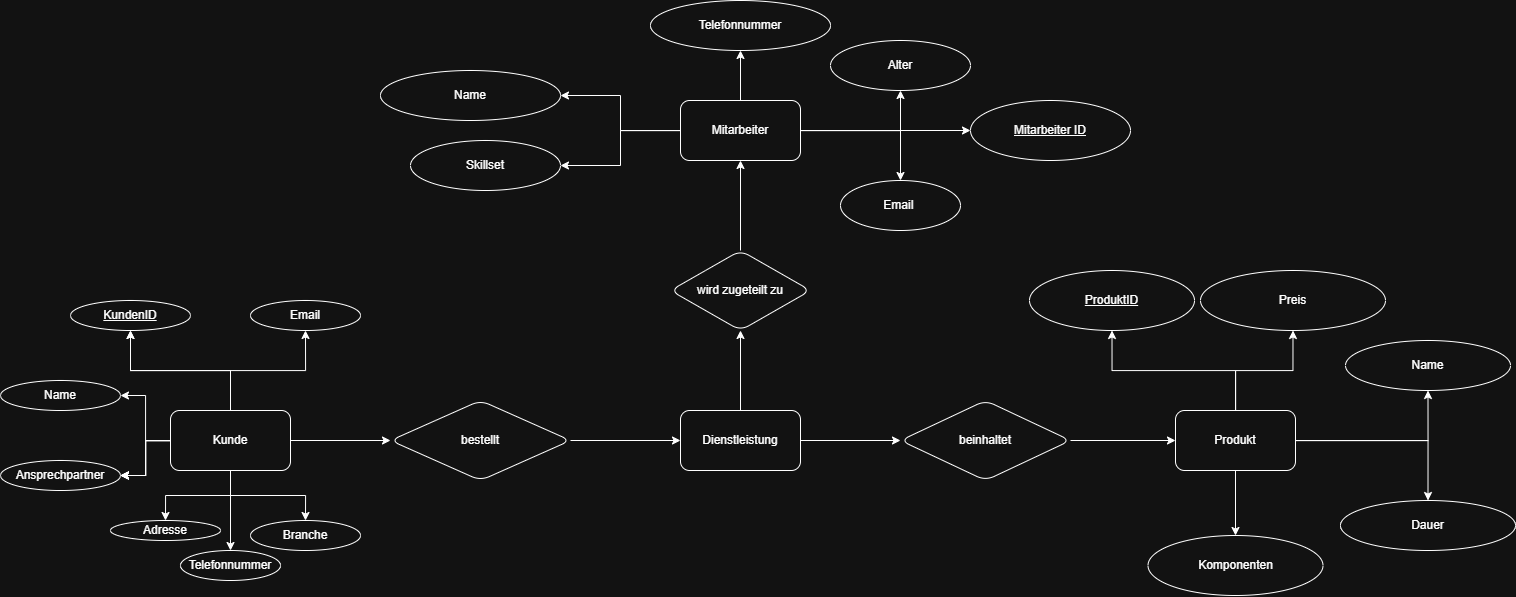 Telefonnummer
Alter
Name
Mitarbeiter
Mitarbeiter ID
Skillset
Email
wird zugeteilt zu
KundenID
Email
ProduktID
Preis
Name
Name
Kunde
bestellt
Dienstleistung
beinhaltet
Produkt
Ansprechpartner
Adresse
Branche
Dauer
Telefonnummer
Komponenten